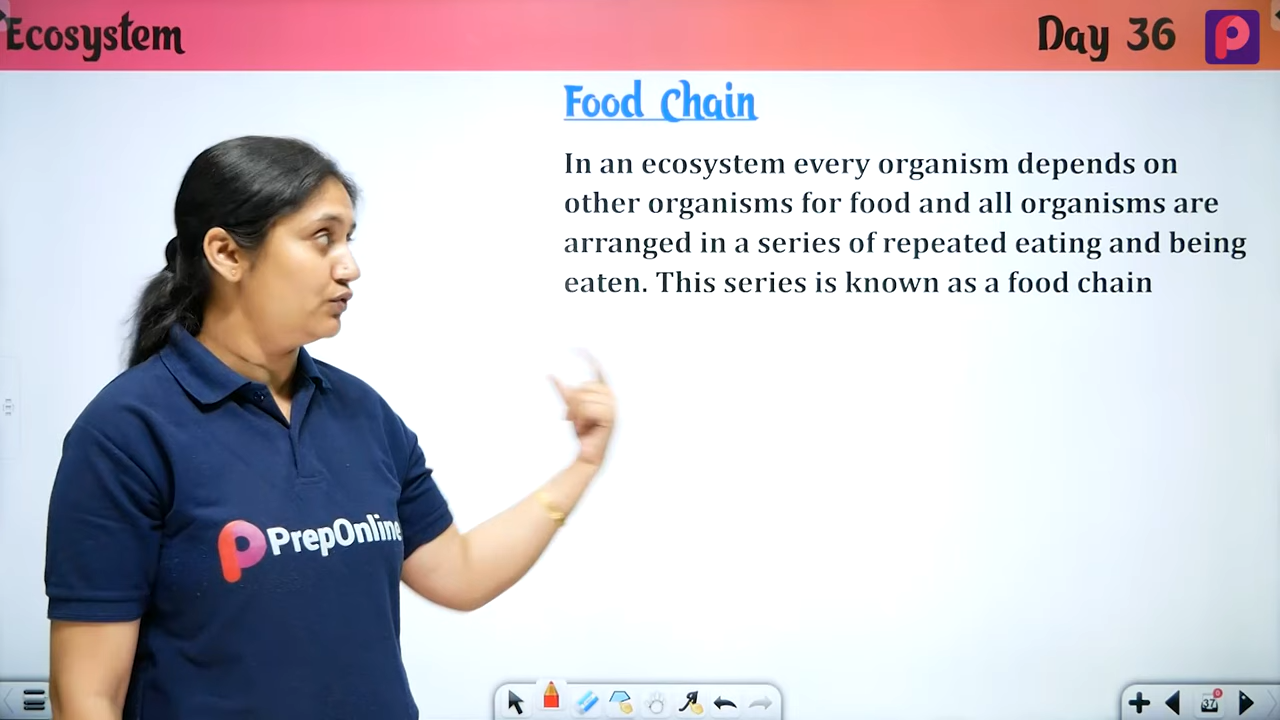 Ecosystem
Day 36
Food Chain
In an ecosystem every organism depends on
other organisms for food and all organisms are
arranged in a series of repeated eating and being
eaten. This series is known as a food chain
PrepOnline
37